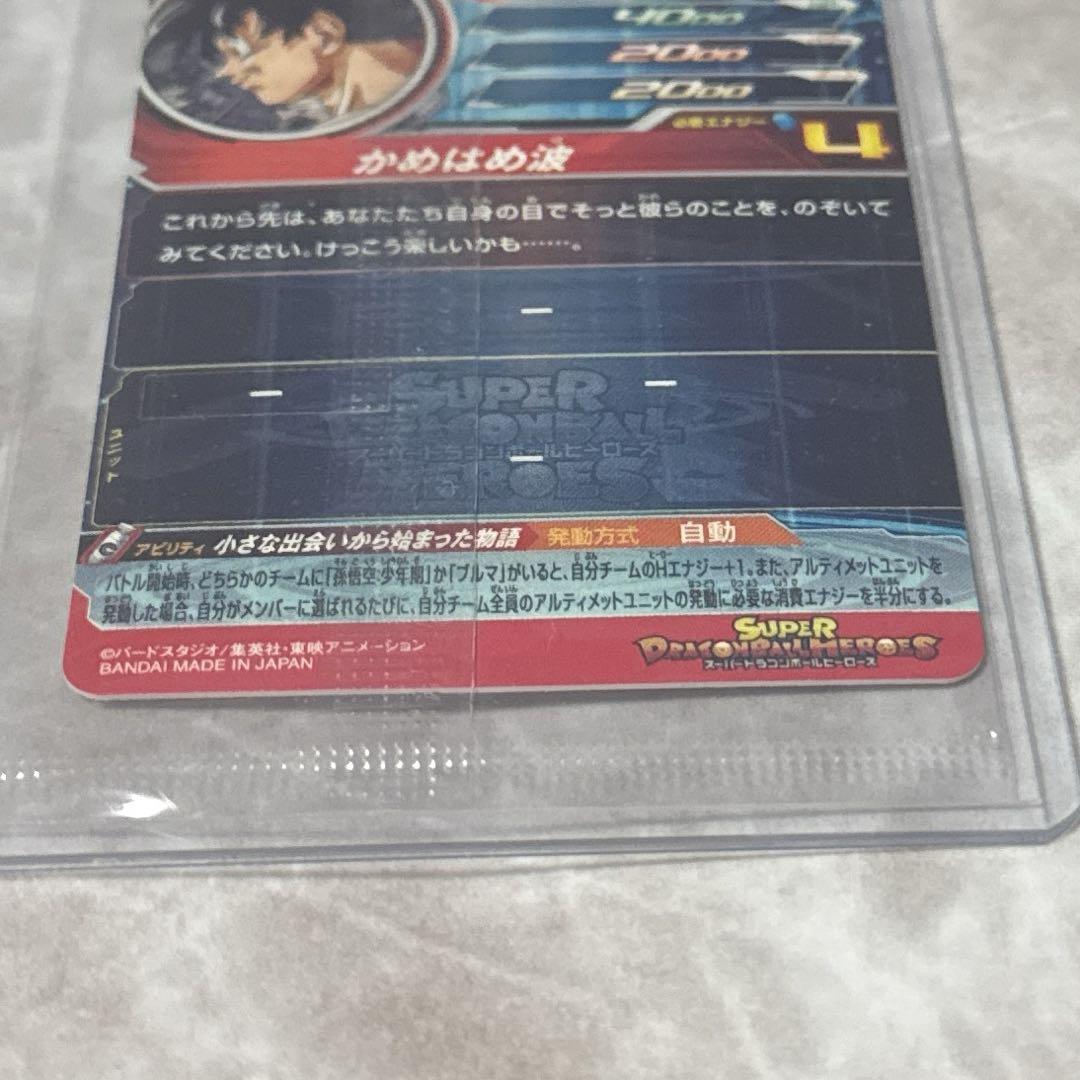 4000
2000
2000
必要エナジー 4
かめはめ波
これから先は、あなたたち自身の目でそっと彼らのことを、のぞいて
みてください。けっこう楽しいかも……。
ー
ー ー
SUPER
DRAGONBALL
スーパードラゴンボールヒーローズ
HEROES
ー
ユニット
アビリティ 小さな出会いから始まった物語 発動方式 自動
バトル開始時、どちらかのチームに「孫悟空:少年期」か「ブルマ」がいると、自分チームのHエナジー+1。また、アルティメットユニットを
発動した場合、自分がメンバーに選ばれるたびに、自分チーム全員のアルティメットユニットの発動に必要な消費エナジーを半分にする。
©バードスタジオ/集英社・東映アニメーション
BANDAI MADE IN JAPAN
SUPER
DRAGONBALL HEROES
スーパードラゴンボールヒーローズ